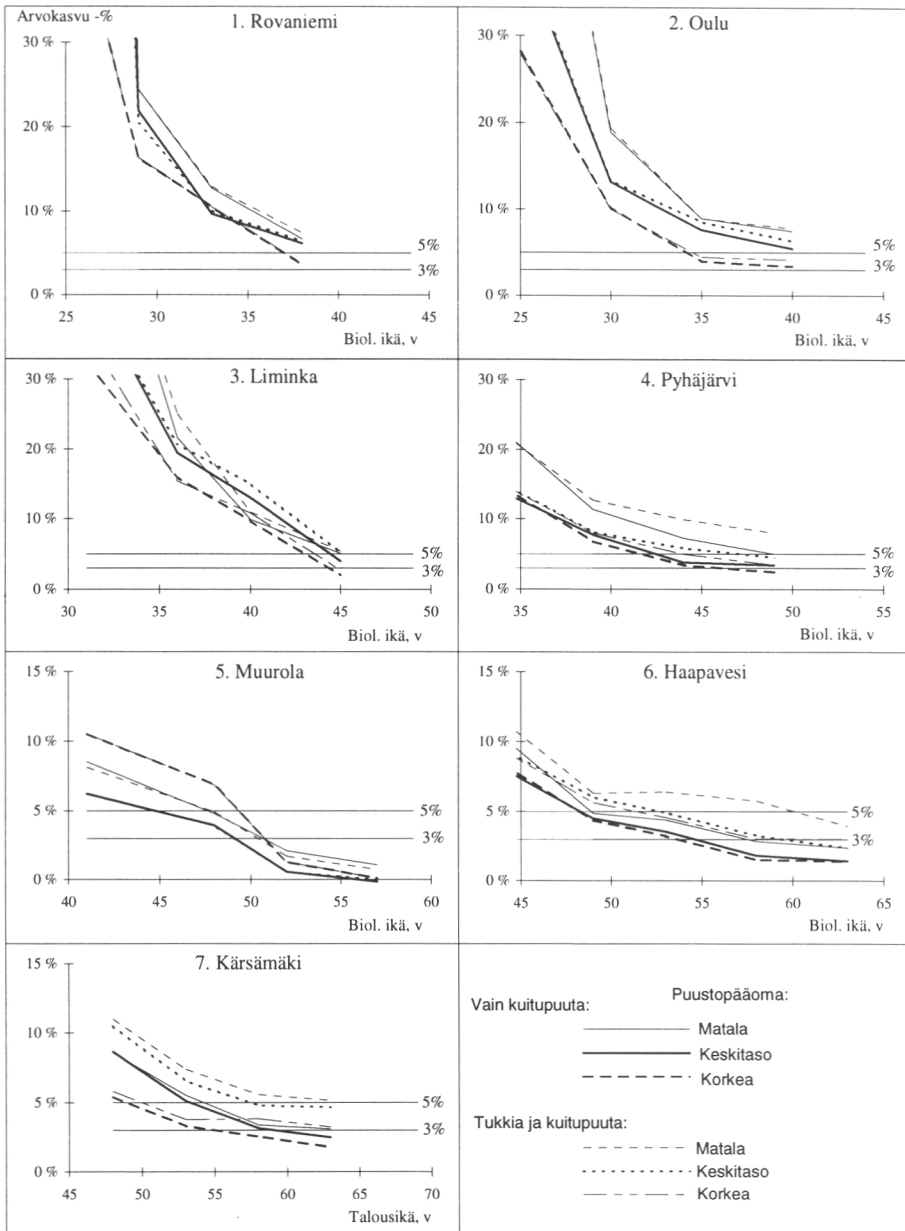 Arvokasvu -%
1. Rovaniemi
30 %
20 %
10 %
0 %
5%
3%
25 30 35 40 45
Biol. ikä, v
2. Oulu
30 %
20 %
10 %
0 %
5%
3%
25 30 35 40 45
Biol. ikä, v
3. Liminka
30 %
20 %
10 %
0 %
5%
3%
30 35 40 45 50
Biol. ikä, v
4. Pyhäjärvi
30 %
20 %
10 %
0 %
5%
3%
35 40 45 50 55
Biol. ikä, v
5. Muurola
15 %
10 %
5 %
0 %
5%
3%
40 45 50 55 60
Biol. ikä, v
6. Haapavesi
15 %
10 %
5 %
0 %
5%
3%
45 50 55 60 65
Biol. ikä, v
7. Kärsämäki
15 %
10 %
5 %
0 %
5%
3%
45 50 55 60 65 70
Talousikä, v
Vain kuitupuuta: Puustopääoma:
Matala
Keskitaso
Korkea
Tukkia ja kuitupuuta:
Matala
Keskitaso
Korkea